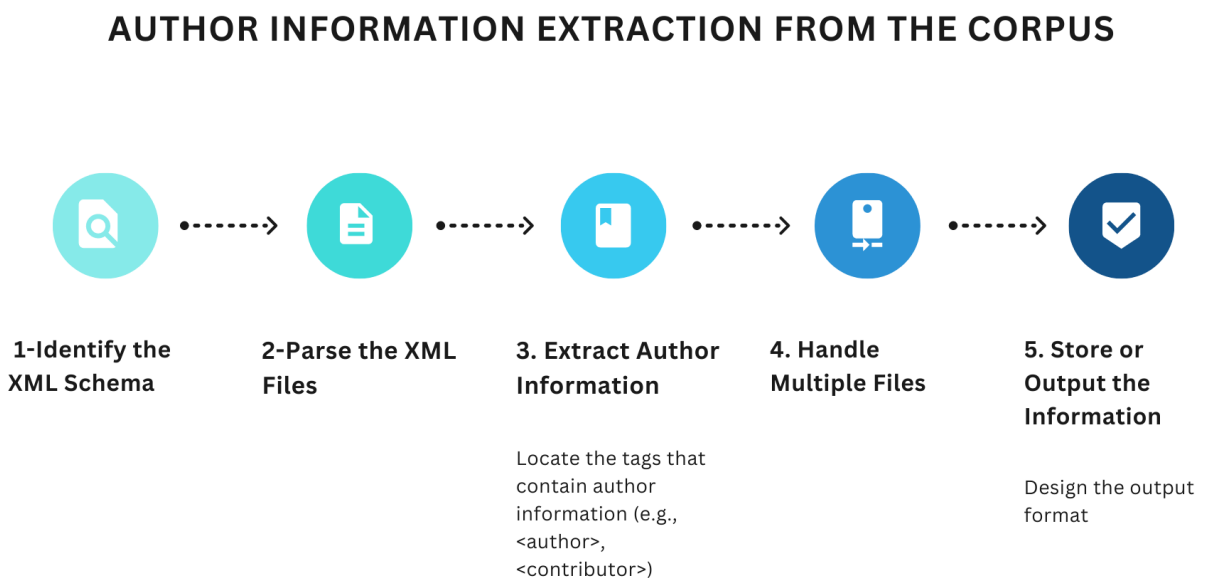 AUTHOR INFORMATION EXTRACTION FROM THE CORPUS
1-Identify the
XML Schema
2-Parse the XML
Files
3. Extract Author
Information
Locate the tags that
contain author
information (e.g.,
<author>,
<contributor>)
4. Handle
Multiple Files
5. Store or
Output the
Information
Design the output
format